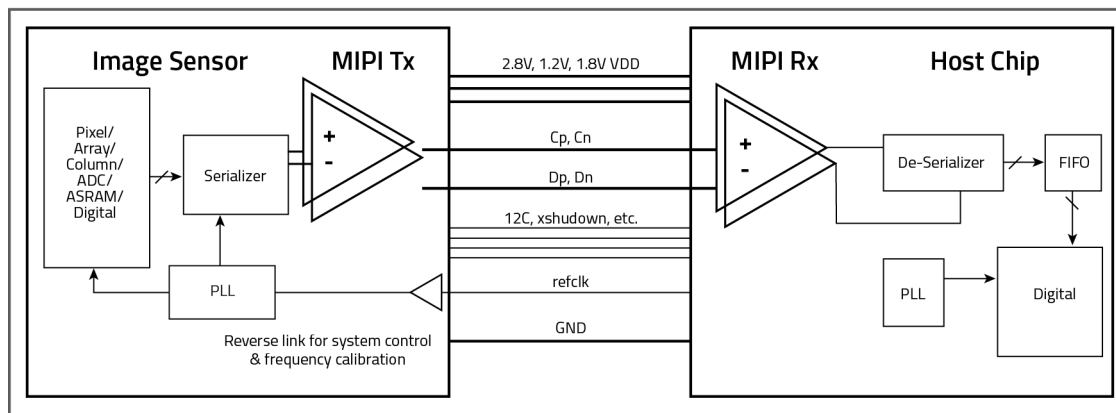 Image Sensor
MIPI Tx
Pixel/
Array/
Column/
ADC/
ASRAM/
Digital
Serializer
+
-
PLL
Reverse link for system control
& frequency calibration
2.8V, 1.2V, 1.8V VDD
Cp, Cn
Dp, Dn
12C, xshudown, etc.
refclk
GND
MIPI Rx
Host Chip
+
-
De-Serializer
FIFO
PLL
Digital